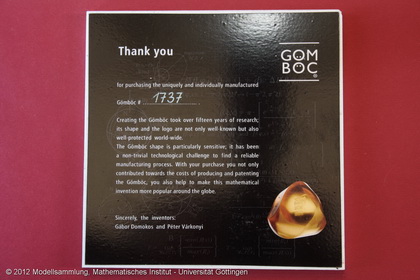 Thank you
GÖMBÖC®
for purchasing the uniquely and individually manufactured
Gömböc # 1737
Creating the Gömböc took over fifteen years of research;
its shape and the logo are not only well-known but also
well-protected world-wide.
The Gömböc shape is particularly sensitive; it has been
a non-trivial technological challenge to find a reliable
manufacturing process. With your purchase you not only
contributed towards the costs of producing and patenting
the Gömböc, you also help to make this mathematical
invention more popular around the globe.
Sincerely, the inventors:
Gábor Domokos and Péter Várkonyi
© 2012 Modellsammlung, Mathematisches Institut - Universität Göttingen